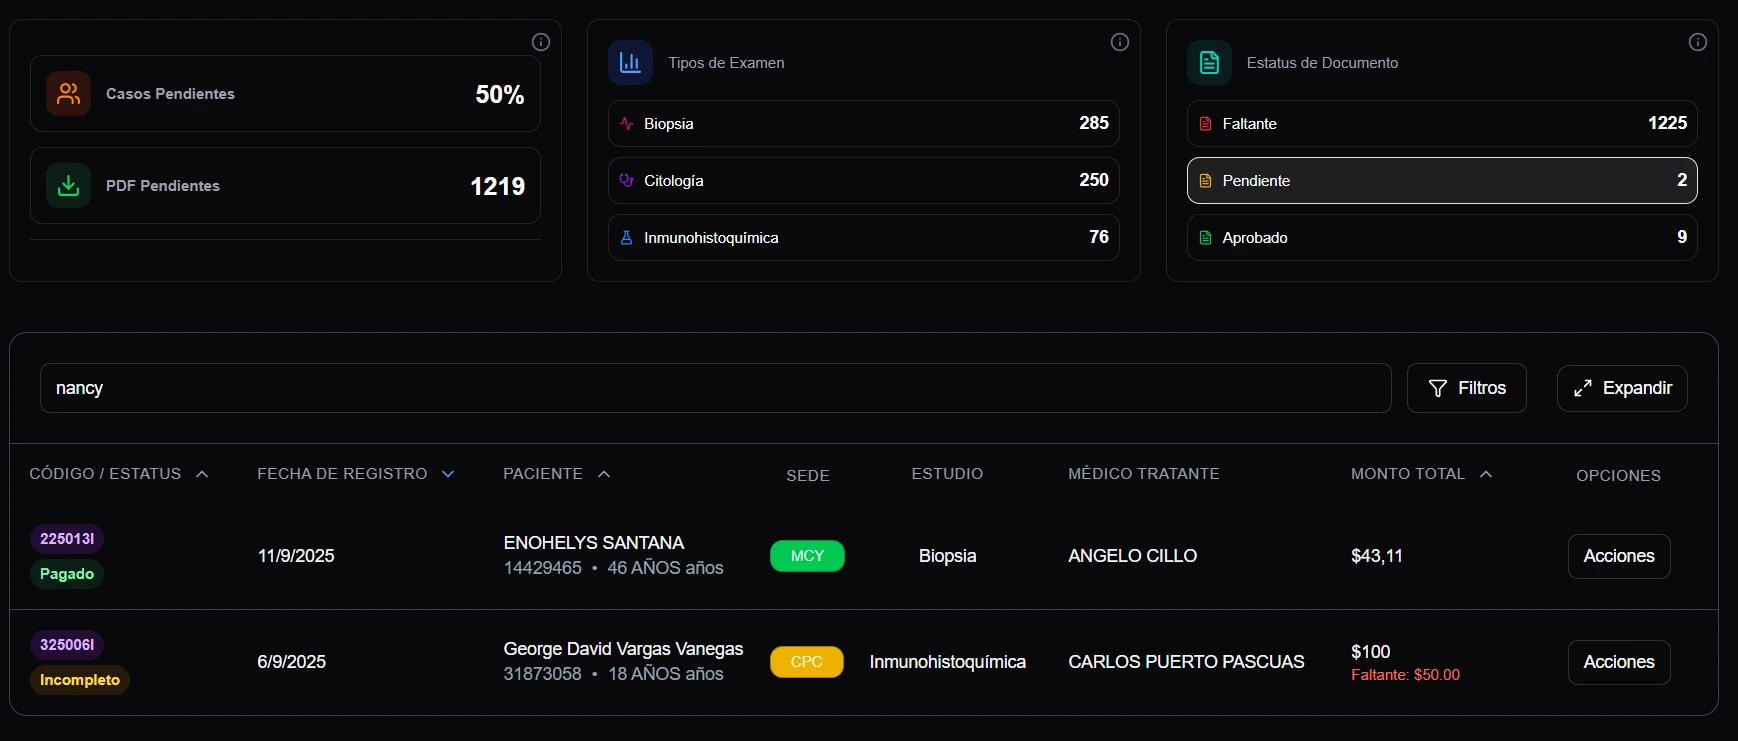 Casos Pendientes
50%
PDF Pendientes
1219
Tipos de Examen
Biopsia
285
Citología
250
Inmunohistoquímica
76
Estatus de Documento
Faltante
1225
Pendiente
2
Aprobado
9
nancy
Filtros
Expandir
CÓDIGO / ESTATUS
FECHA DE REGISTRO
PACIENTE
SEDE
ESTUDIO
MÉDICO TRATANTE
MONTO TOTAL
OPCIONES
225013I
Pagado
11/9/2025
ENOHELYS SANTANA
14429465 • 46 AÑOS años
MCY
Biopsia
ANGELO CILLO
$43,11
Acciones
325006I
Incompleto
6/9/2025
George David Vargas Vanegas
31873058 • 18 AÑOS años
CPC
Inmunohistoquímica
CARLOS PUERTO PASCUAS
$100
Faltante: $50.00
Acciones